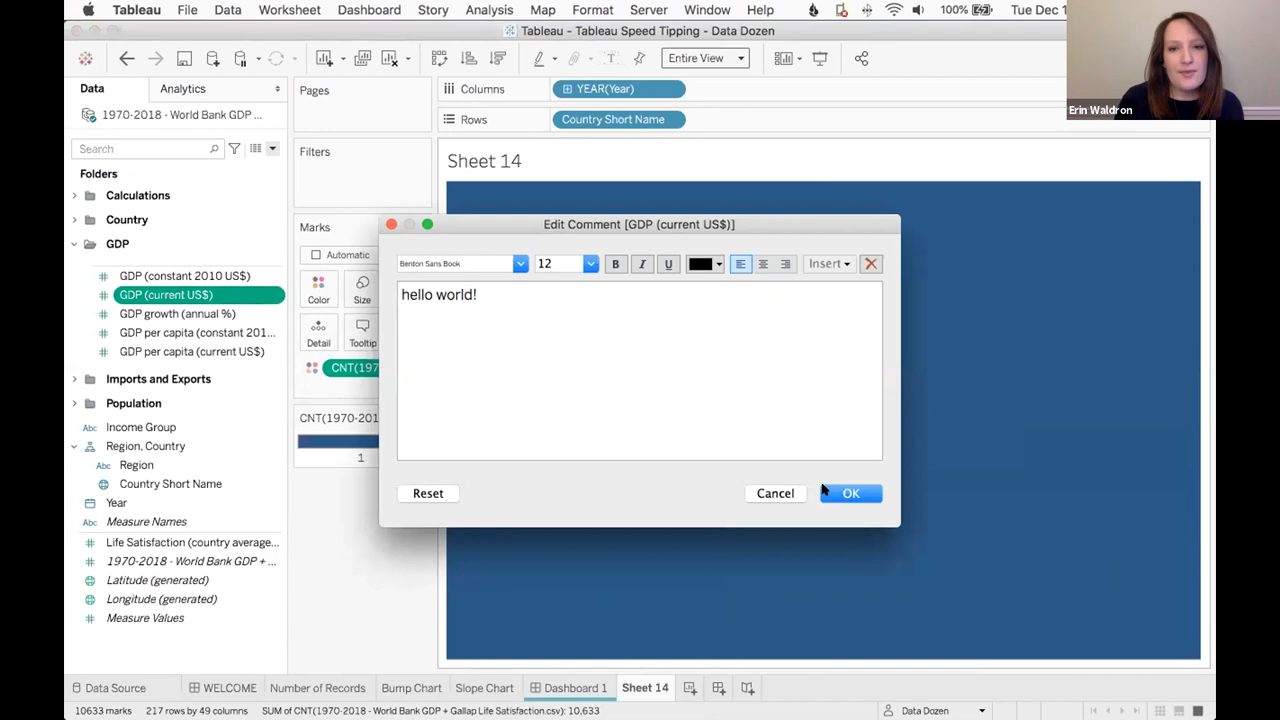 Tableau File Data Worksheet Dashboard Story Analysis Map Format Server Window Help 100% Tue Dec 1
Tableau - Tableau Speed Tipping - Data Dozen
Entire View
Erin Waldron
Data Analytics
Pages
Columns YEAR(Year)
1970-2018 - World Bank GDP ...
Rows Country Short Name
Search
Filters
Sheet 14
Folders
Calculations
Country
Marks
Edit Comment [GDP (current US$)]
GDP
Automatic
Benton Sans Book 12 B I U Insert
GDP (constant 2010 US$)
GDP (current US$)
hello world!
Color Size
GDP growth (annual %)
GDP per capita (constant 201...
Detail Tooltip
GDP per capita (current US$)
CNT(197
Imports and Exports
Population
CNT(1970-201
Income Group
Region, Country
1
Region
Country Short Name
Reset Cancel OK
Year
Measure Names
Life Satisfaction (country average...
1970-2018 - World Bank GDP + ...
Latitude (generated)
Longitude (generated)
Measure Values
Data Source WELCOME Number of Records Bump Chart Slope Chart Dashboard 1 Sheet 14
10633 marks 217 rows by 49 columns SUM of CNT(1970-2018 - World Bank GDP + Gallap Life Satisfaction.csv): 10,633 Data Dozen